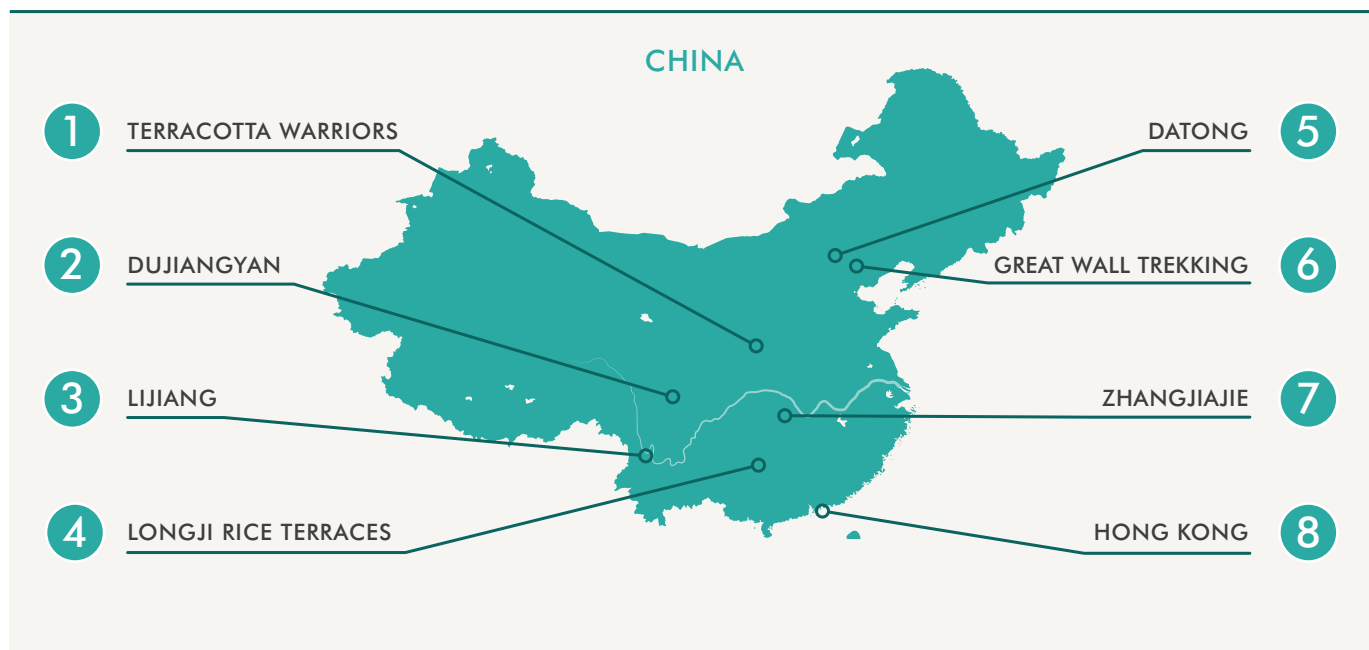 CHINA
1
TERRACOTTA WARRIORS
2
DUJIANGYAN
3
LIJIANG
4
LONGJI RICE TERRACES
DATONG
5
GREAT WALL TREKKING
6
ZHANGJIAJIE
7
HONG KONG
8